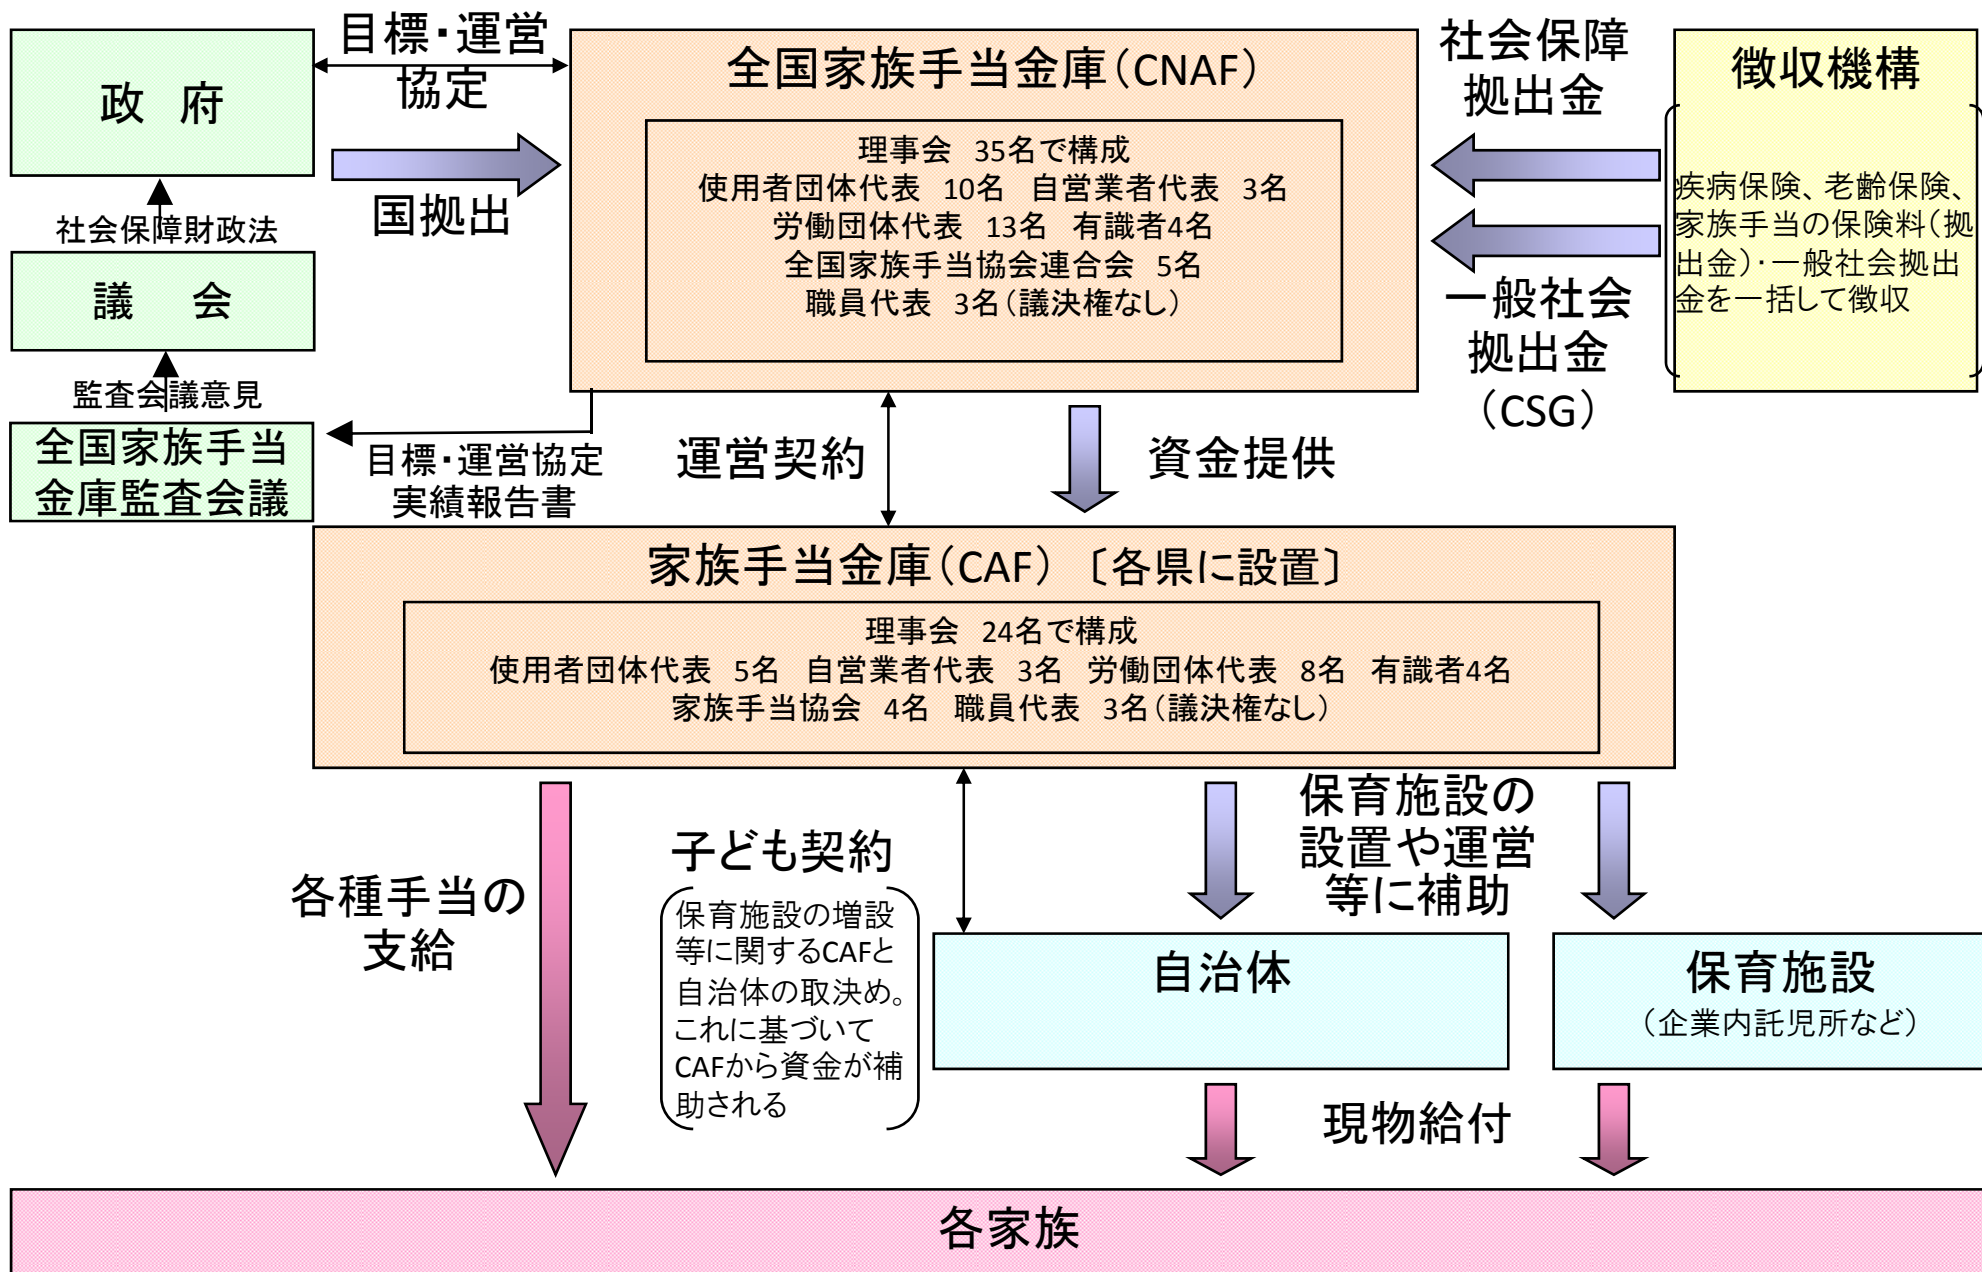 政　府
目標・運営
協定
国拠出
社会保障財政法
議　会
監査会議意見
全国家族手当
金庫監査会議
目標・運営協定
実績報告書
全国家族手当金庫（CNAF）
理事会　35名で構成
使用者団体代表　10名　自営業者代表　3名
労働団体代表　13名　有識者4名
全国家族手当協会連合会　5名
職員代表　3名（議決権なし）
社会保障
拠出金
一般社会
拠出金
（CSG）
徴収機構
疾病保険、老齢保険、
家族手当の保険料（拠
出金）・一般社会拠出
金を一括して徴収
運営契約
資金提供
家族手当金庫（CAF）　〔各県に設置〕
理事会　24名で構成
使用者団体代表　5名　自営業者代表　3名　労働団体代表　8名　有識者4名
家族手当協会　4名　職員代表　3名（議決権なし）
各種手当の
支給
子ども契約
保育施設の増設
等に関するCAFと
自治体の取決め。
これに基づいて
CAFから資金が補
助される
保育施設の
設置や運営
等に補助
自治体
保育施設
（企業内託児所など）
現物給付
各家族